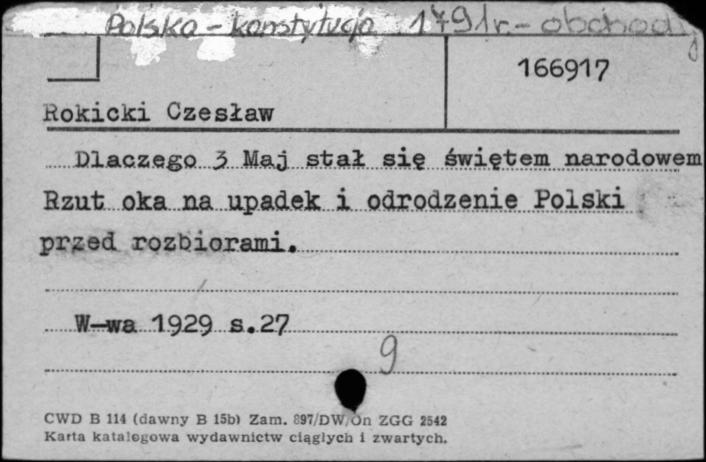 Polska - konstytucja 1791r. - obchody
166917
Rokicki Czesław
Dlaczego 3 Maj stał się świętem narodowem
Rzut oka na upadek i odrodzenie Polski
przed rozbiorami.
W-wa 1929 s.27
9
CWD B 114 (dawny B 15b) Zam. 897/DW/On ZGG 2542
Karta katalogowa wydawnictw ciągłych i zwartych.